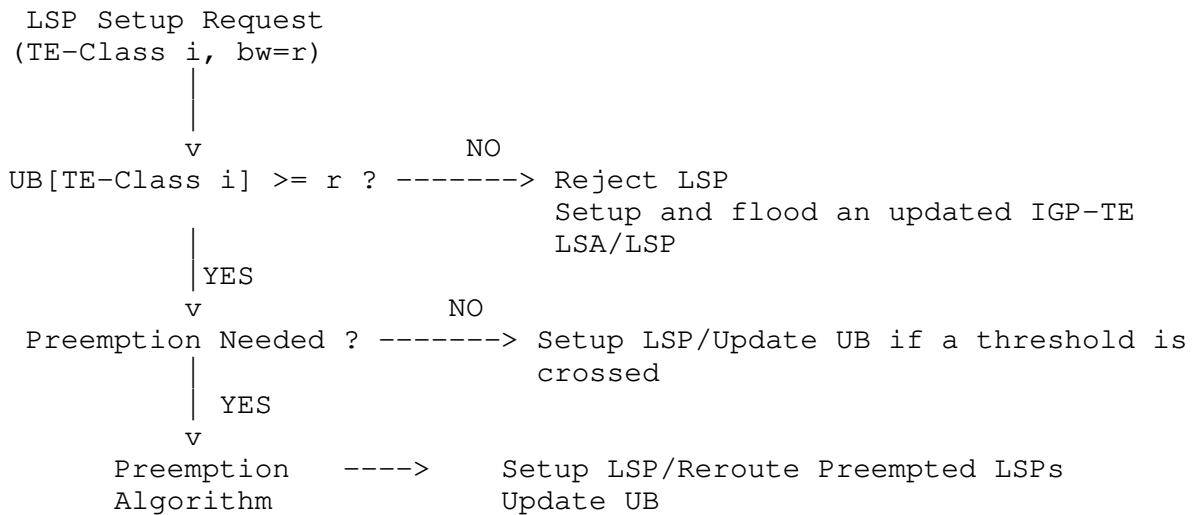 LSP Setup Request
(TE-Class i, bw=r)
|
|
v NO
UB[TE-Class i] >= r ? -------> Reject LSP
Setup and flood an updated IGP-TE
| LSA/LSP
|YES
v NO
Preemption Needed ? -------> Setup LSP/Update UB if a threshold is
| crossed
| YES
v
Preemption ----> Setup LSP/Reroute Preempted LSPs
Algorithm Update UB